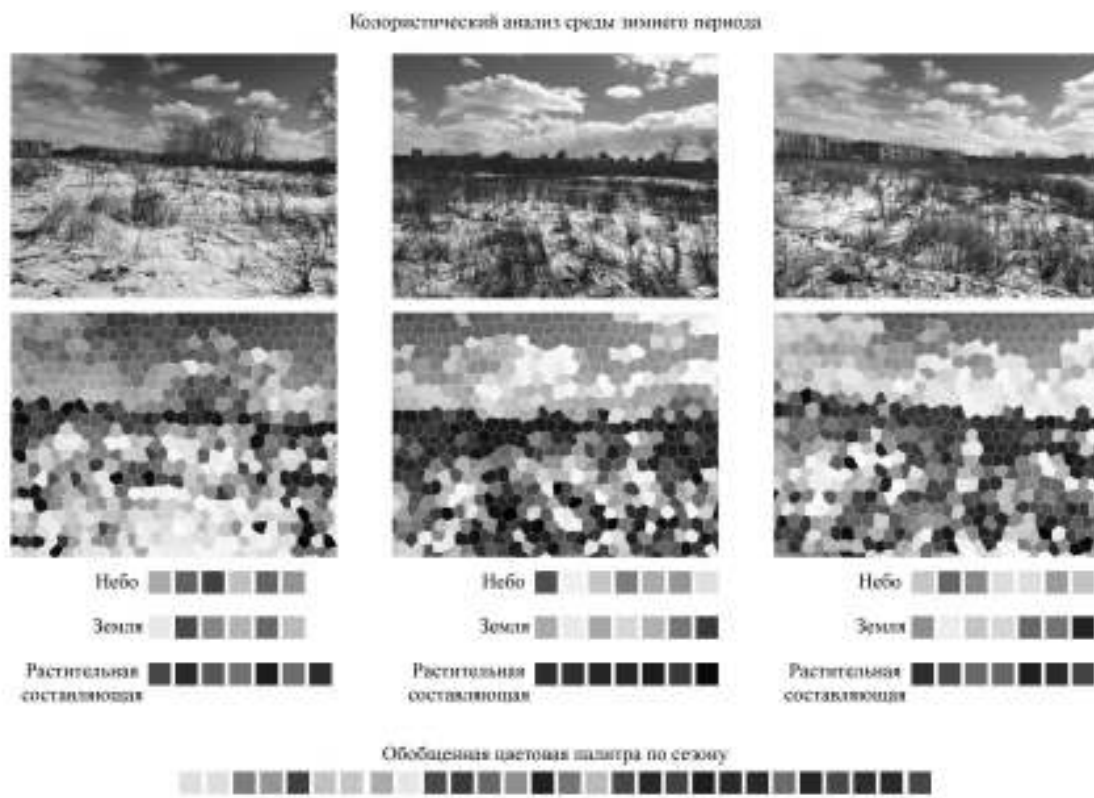 Колористический анализ среды зимнего периода
Небо
Небо
Небо
Земля
Земля
Земля
Растительная
составляющая
Растительная
составляющая
Растительная
составляющая
Обобщенная цветовая палитра по сезону